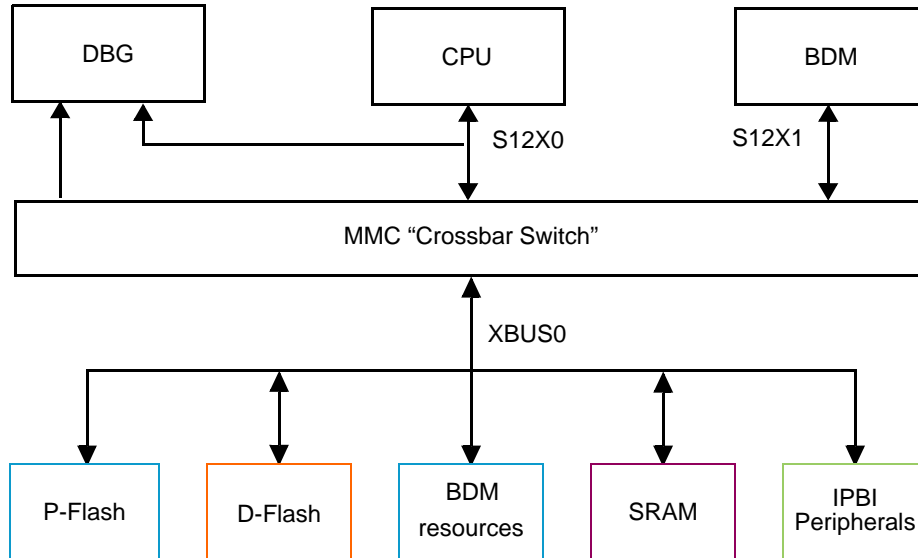 DBG
CPU
BDM
S12X0
S12X1
MMC “Crossbar Switch”
XBUS0
P-Flash
D-Flash
BDM
resources
SRAM
IPBI
Peripherals